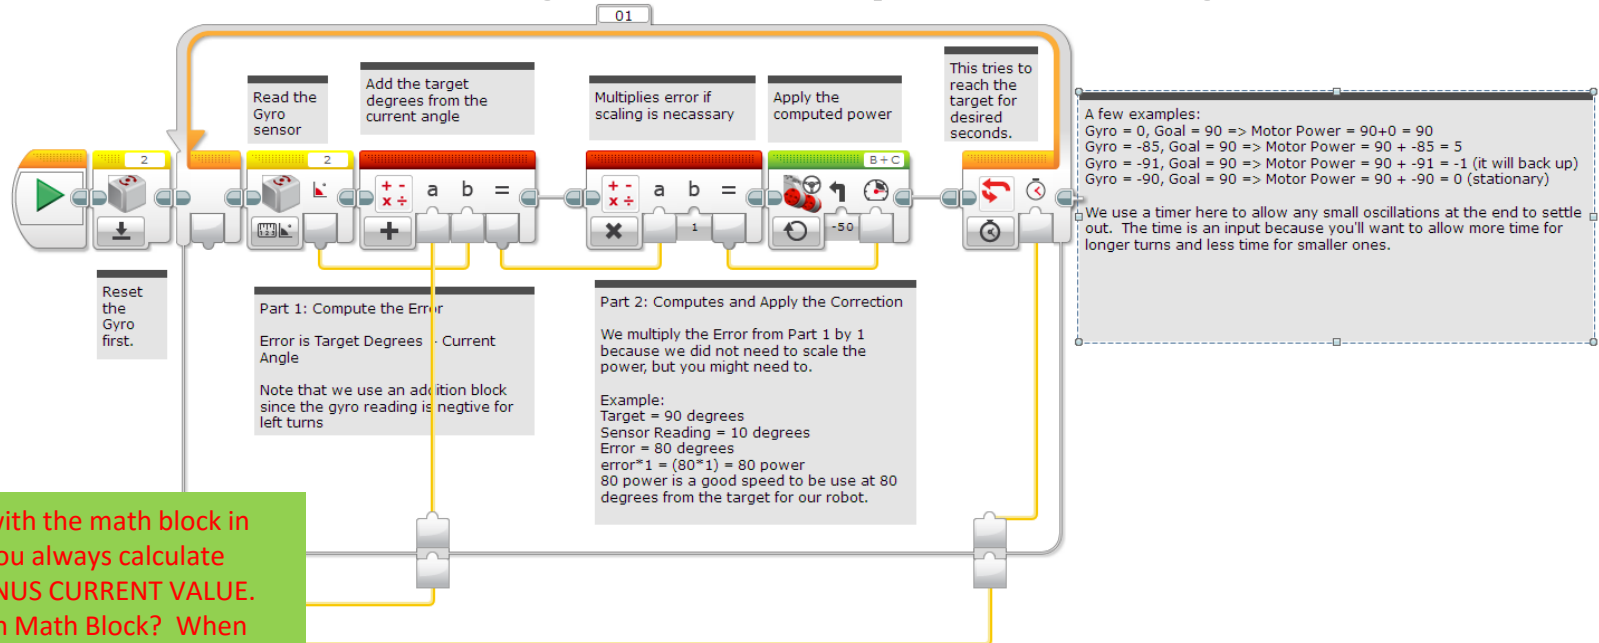 01
Read the
Gyro
sensor
Add the target
degrees from the
current angle
Multiplies error if
scaling is necassary
Apply the
computed power
This tries to
reach the
target for
desired
seconds.
A few examples:
Gyro = 0, Goal = 90 => Motor Power = 90+0 = 90
Gyro = -85, Goal = 90 => Motor Power = 90 + -85 = 5
Gyro = -91, Goal = 90 => Motor Power = 90 + -91 = -1 (it will back up)
Gyro = -90, Goal = 90 => Motor Power = 90 + -90 = 0 (stationary)
We use a timer here to allow any small oscillations at the end to settle
out. The time is an input because you'll want to allow more time for
longer turns and less time for smaller ones.
2
2
a b =
a b =
1
B+C
-50
Reset
the
Gyro
first.
Part 1: Compute the Error
Error is Target Degrees - Current
Angle
Note that we use an addition block
since the gyro reading is negtive for
left turns
Part 2: Computes and Apply the Correction
We multiply the Error from Part 1 by 1
because we did not need to scale the
power, but you might need to.
Example:
Target = 90 degrees
Sensor Reading = 10 degrees
Error = 80 degrees
error*1 = (80*1) = 80 power
80 power is a good speed to be use at 80
degrees from the target for our robot.
with the math block in
ou always calculate
NUS CURRENT VALUE.
Math Block? When